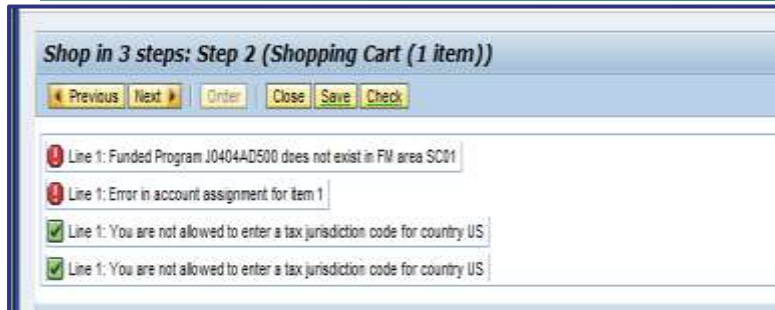 Shop in 3 steps: Step 2 (Shopping Cart (1 item))
Previous Next Order Close Save Check
Line 1: Funded Program J0404AD500 does not exist in FM area SC01
Line 1: Error in account assignment for item 1
Line 1: You are not allowed to enter a tax jurisdiction code for country US
Line 1: You are not allowed to enter a tax jurisdiction code for country US